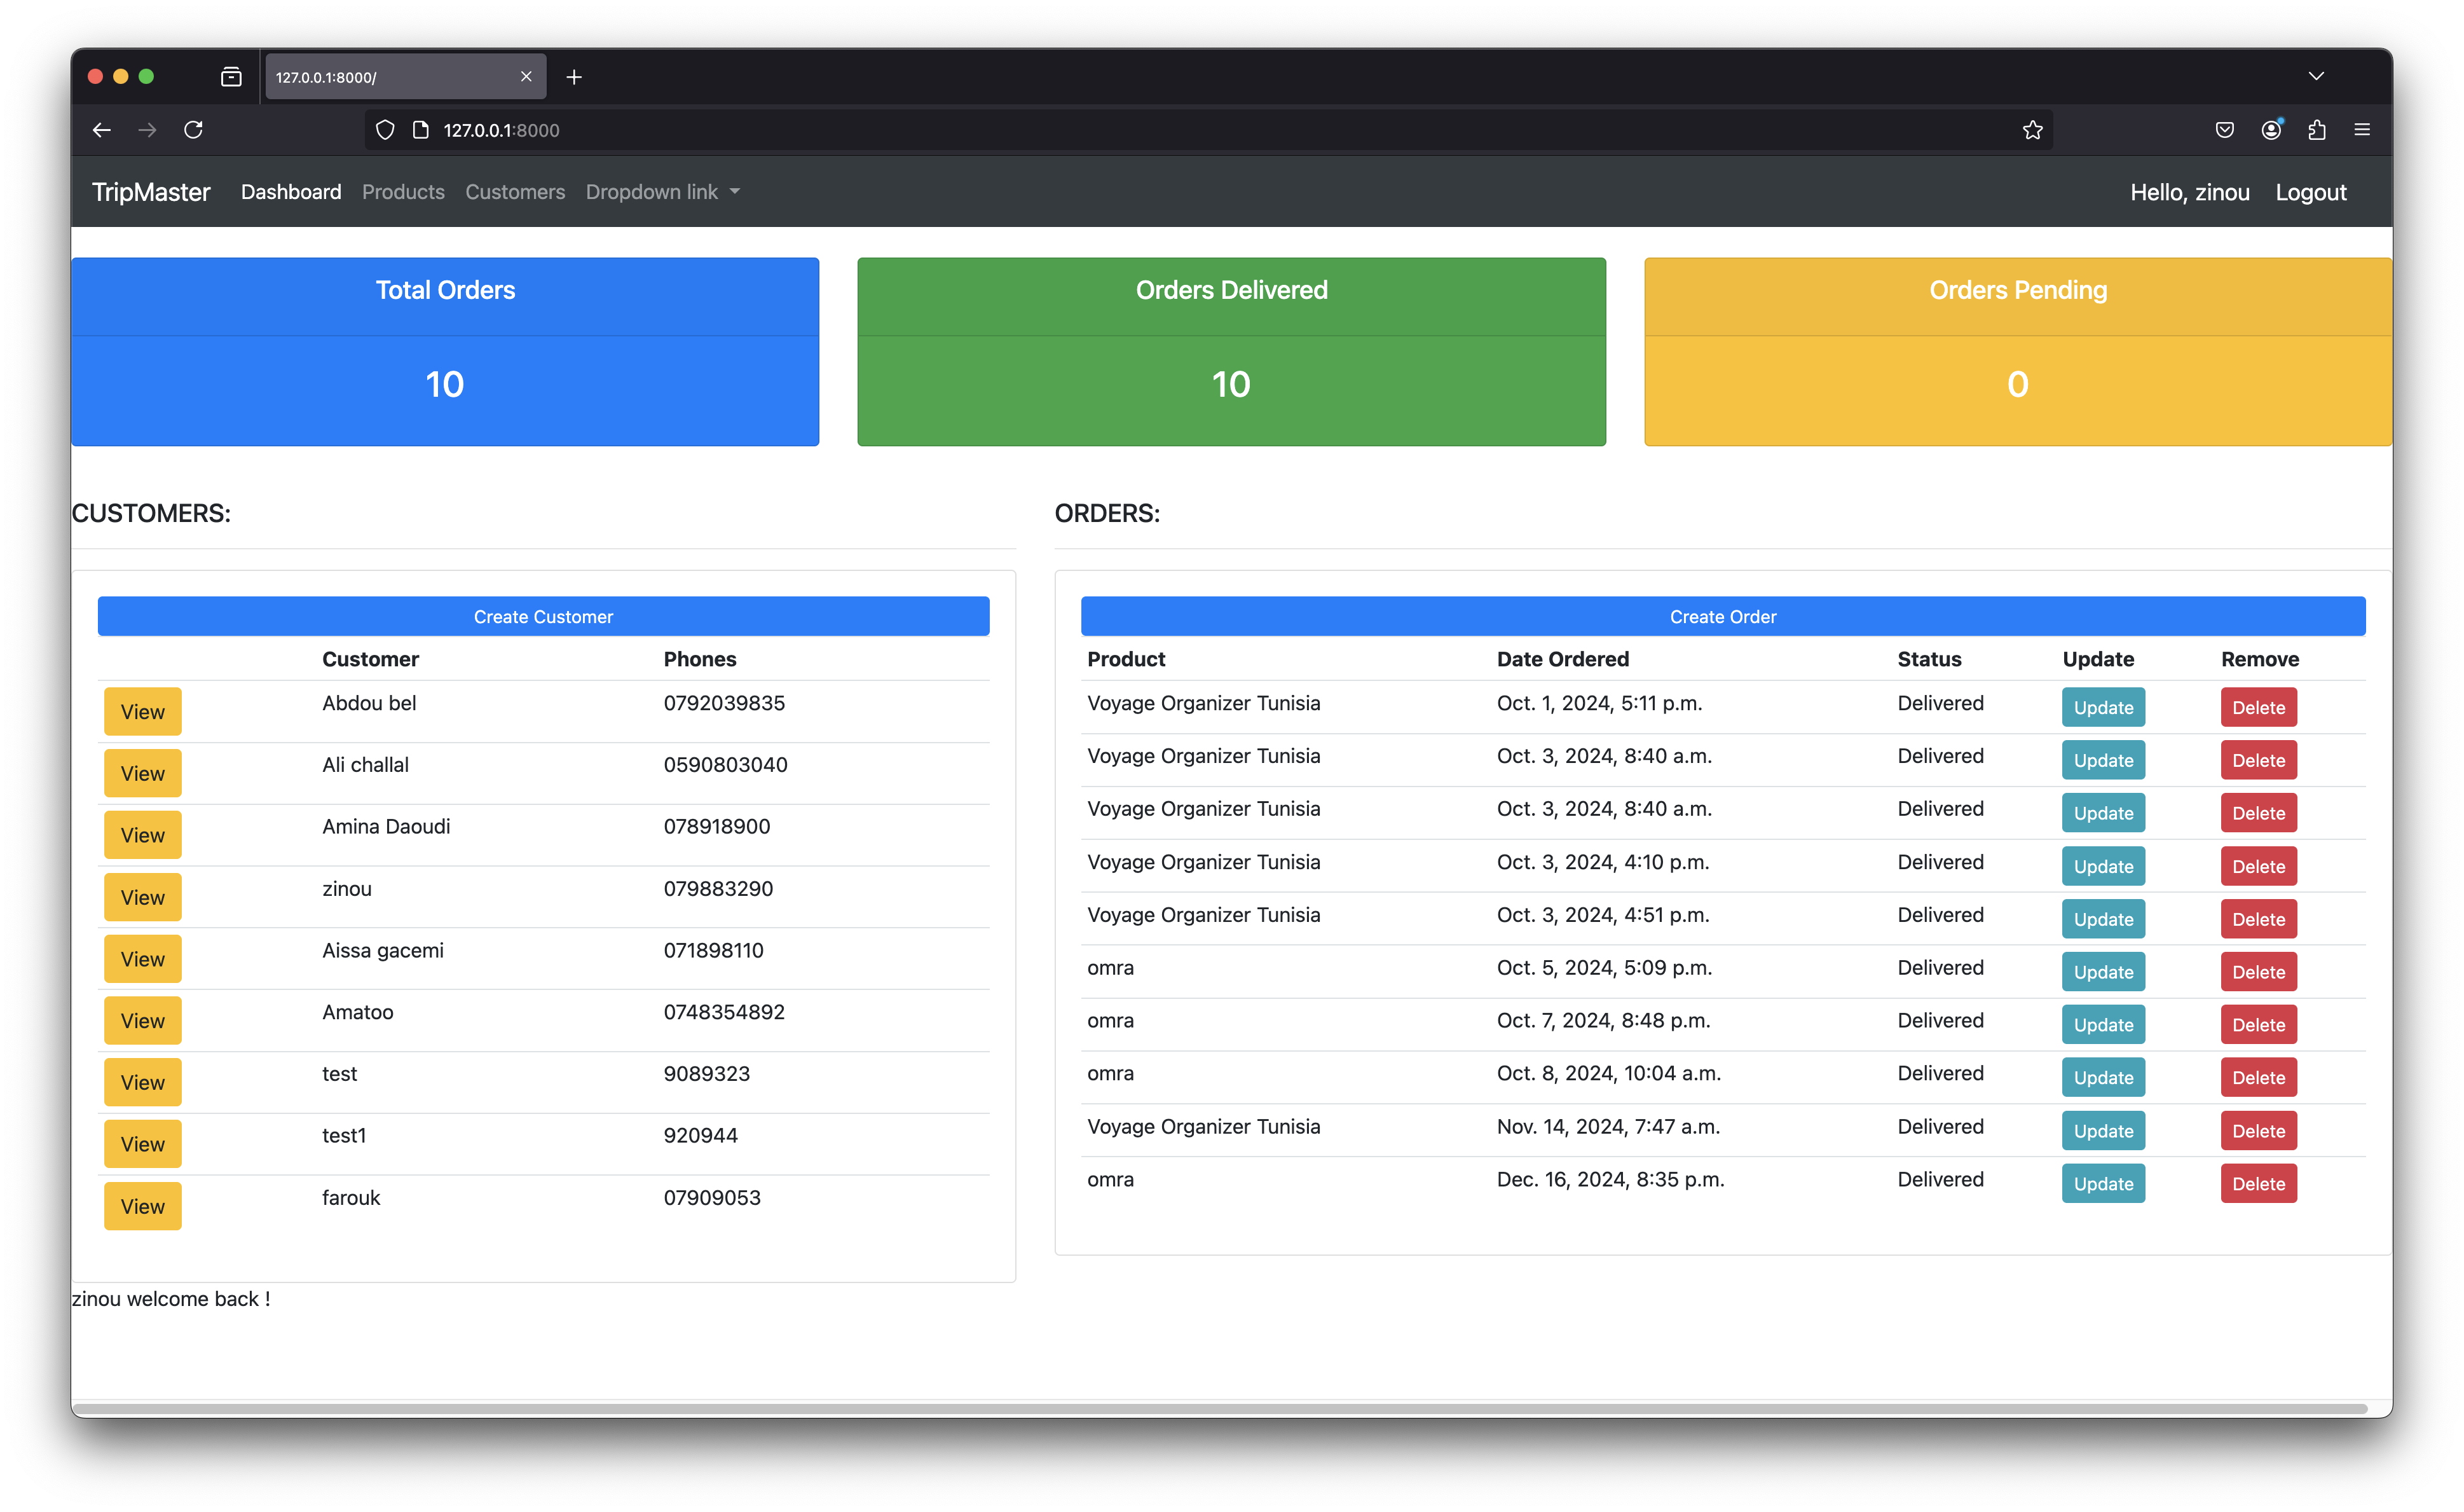 127.0.0.1:8000/
127.0.0.1:8000
TripMaster Dashboard Products Customers Dropdown link Hello, zinou Logout
Total Orders Orders Delivered Orders Pending
10 10 0
CUSTOMERS:
Create Customer
Customer Phones
View Abdou bel 0792039835
View Ali challal 0590803040
View Amina Daoudi 078918900
View zinou 079883290
View Aissa gacemi 071898110
View Amatoo 0748354892
View test 9089323
View test1 920944
View farouk 07909053
ORDERS:
Create Order
Product Date Ordered Status Update Remove
Voyage Organizer Tunisia Oct. 1, 2024, 5:11 p.m. Delivered Update Delete
Voyage Organizer Tunisia Oct. 3, 2024, 8:40 a.m. Delivered Update Delete
Voyage Organizer Tunisia Oct. 3, 2024, 8:40 a.m. Delivered Update Delete
Voyage Organizer Tunisia Oct. 3, 2024, 4:10 p.m. Delivered Update Delete
Voyage Organizer Tunisia Oct. 3, 2024, 4:51 p.m. Delivered Update Delete
omra Oct. 5, 2024, 5:09 p.m. Delivered Update Delete
omra Oct. 7, 2024, 8:48 p.m. Delivered Update Delete
omra Oct. 8, 2024, 10:04 a.m. Delivered Update Delete
Voyage Organizer Tunisia Nov. 14, 2024, 7:47 a.m. Delivered Update Delete
omra Dec. 16, 2024, 8:35 p.m. Delivered Update Delete
zinou welcome back !